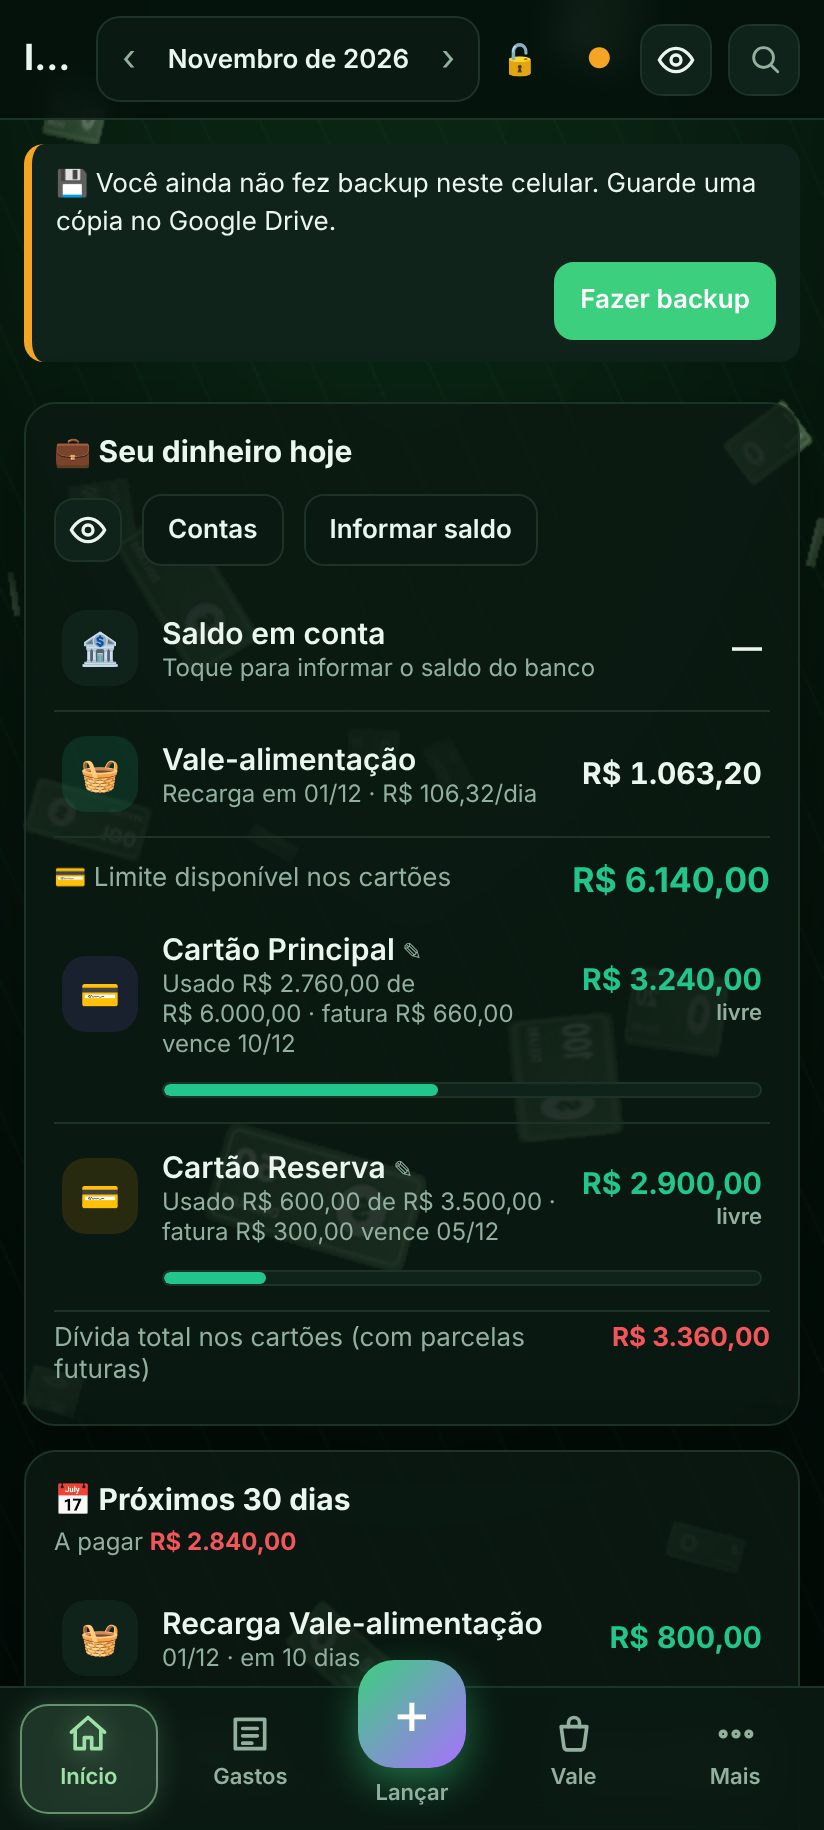 I...
‹ Novembro de 2026 ›
💾 Você ainda não fez backup neste celular. Guarde uma
cópia no Google Drive.
Fazer backup
💼 Seu dinheiro hoje
Contas
Informar saldo
Saldo em conta
—
Toque para informar o saldo do banco
Vale-alimentação
R$ 1.063,20
Recarga em 01/12 · R$ 106,32/dia
💳 Limite disponível nos cartões
R$ 6.140,00
Cartão Principal ✎
Usado R$ 2.760,00 de
R$ 6.000,00 · fatura R$ 660,00
vence 10/12
R$ 3.240,00
livre
Cartão Reserva ✎
Usado R$ 600,00 de R$ 3.500,00 ·
fatura R$ 300,00 vence 05/12
R$ 2.900,00
livre
Dívida total nos cartões (com parcelas
futuras)
R$ 3.360,00
📅 Próximos 30 dias
A pagar R$ 2.840,00
Recarga Vale-alimentação
01/12 · em 10 dias
R$ 800,00
Início
Gastos
+
Lançar
Vale
Mais